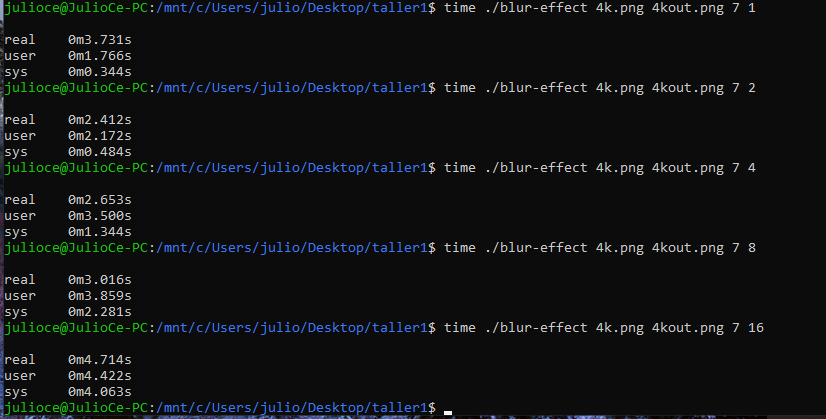 julioce@JulioCe-PC:/mnt/c/Users/julio/Desktop/taller1$ time ./blur-effect 4k.png 4kout.png 7 1
real 0m3.731s
user 0m1.766s
sys 0m0.344s
julioce@JulioCe-PC:/mnt/c/Users/julio/Desktop/taller1$ time ./blur-effect 4k.png 4kout.png 7 2
real 0m2.412s
user 0m2.172s
sys 0m0.484s
julioce@JulioCe-PC:/mnt/c/Users/julio/Desktop/taller1$ time ./blur-effect 4k.png 4kout.png 7 4
real 0m2.653s
user 0m3.500s
sys 0m1.344s
julioce@JulioCe-PC:/mnt/c/Users/julio/Desktop/taller1$ time ./blur-effect 4k.png 4kout.png 7 8
real 0m3.016s
user 0m3.859s
sys 0m2.281s
julioce@JulioCe-PC:/mnt/c/Users/julio/Desktop/taller1$ time ./blur-effect 4k.png 4kout.png 7 16
real 0m4.714s
user 0m4.422s
sys 0m4.063s
julioce@JulioCe-PC:/mnt/c/Users/julio/Desktop/taller1$